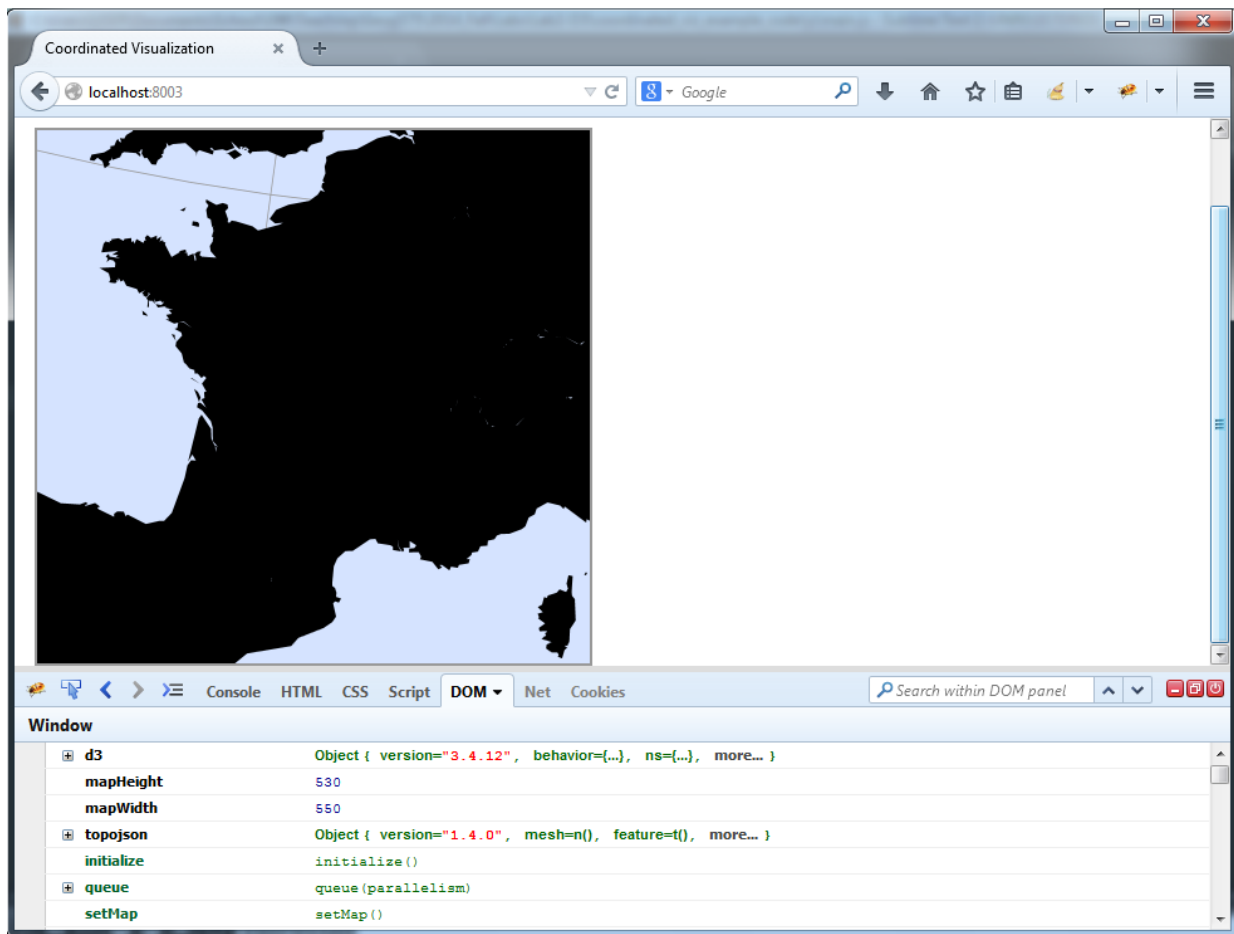 Coordinated Visualization
localhost:8003
8 Google
Console HTML CSS Script DOM Net Cookies
Search within DOM panel
Window
d3 Object { version="3.4.12", behavior={...}, ns={...}, more... }
mapHeight 530
mapWidth 550
topojson Object { version="1.4.0", mesh=n(), feature=t(), more... }
initialize initialize()
queue queue(parallelism)
setMap setMap()